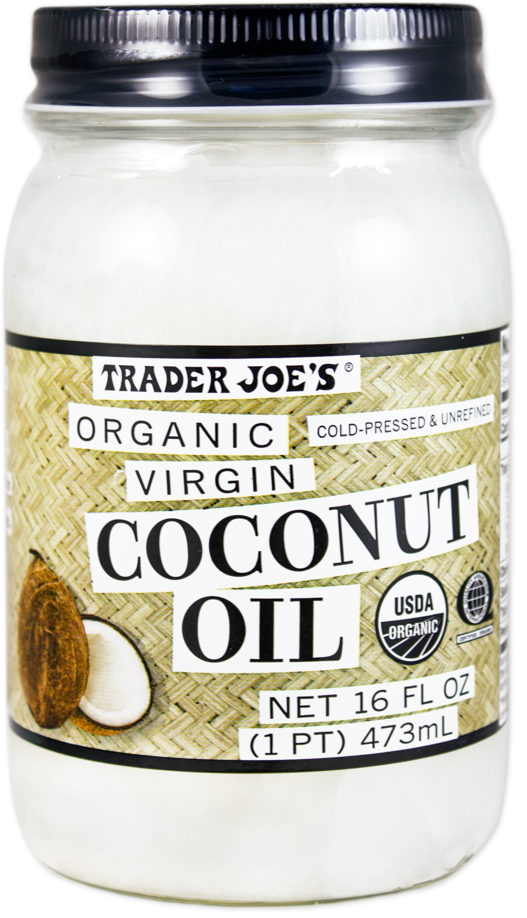 TRADER JOE'S®
ORGANIC
COLD-PRESSED & UNREFINED
VIRGIN
COCONUT
OIL
USDA
ORGANIC
NET 16 FL OZ
(1 PT) 473mL